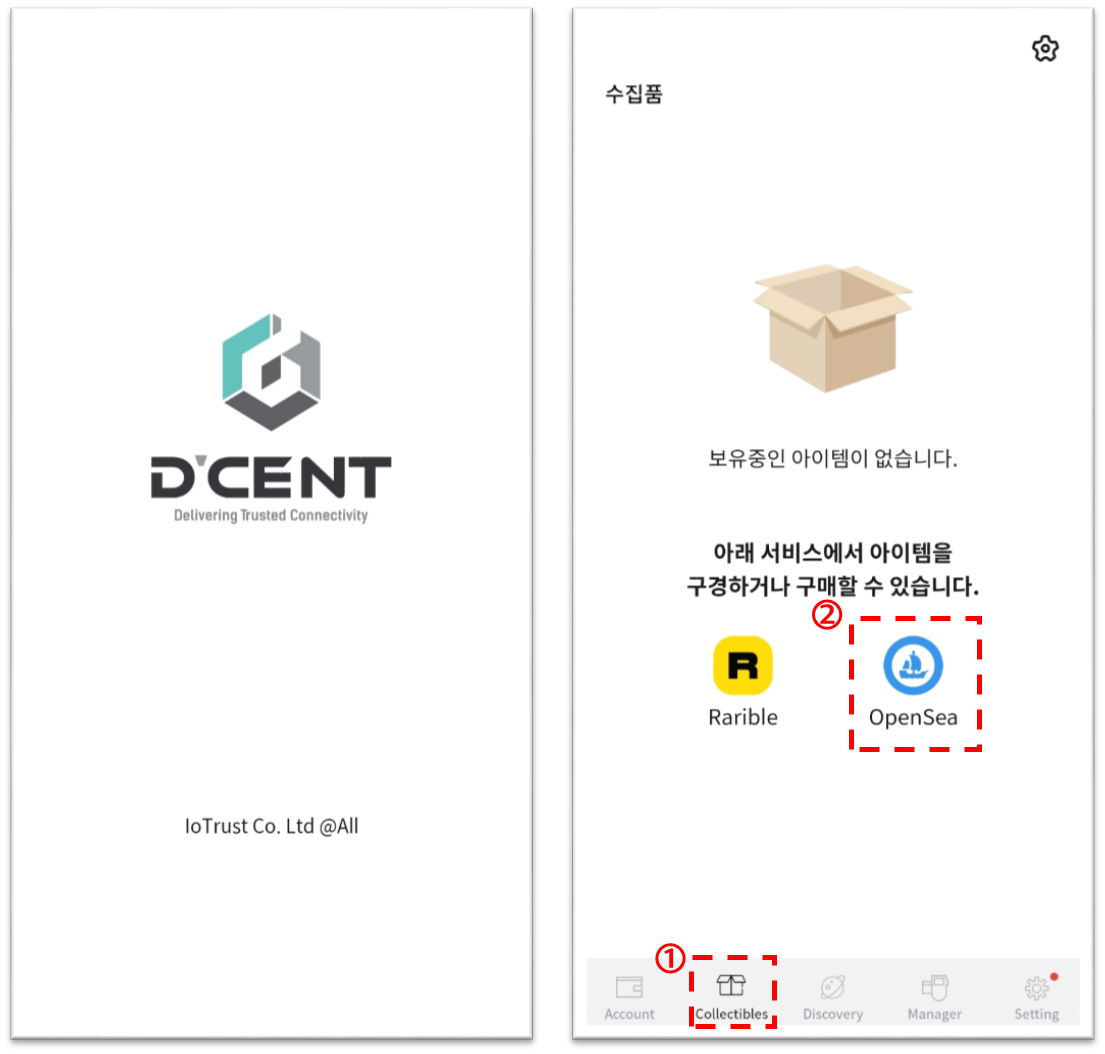 D'CENT
Delivering Trusted Connectivity
IoTrust Co. Ltd @All
수집품
보유중인 아이템이 없습니다.
아래 서비스에서 아이템을
구경하거나 구매할 수 있습니다.
②
R
Rarible
OpenSea
①
Account
Collectibles
Discovery
Manager
Setting